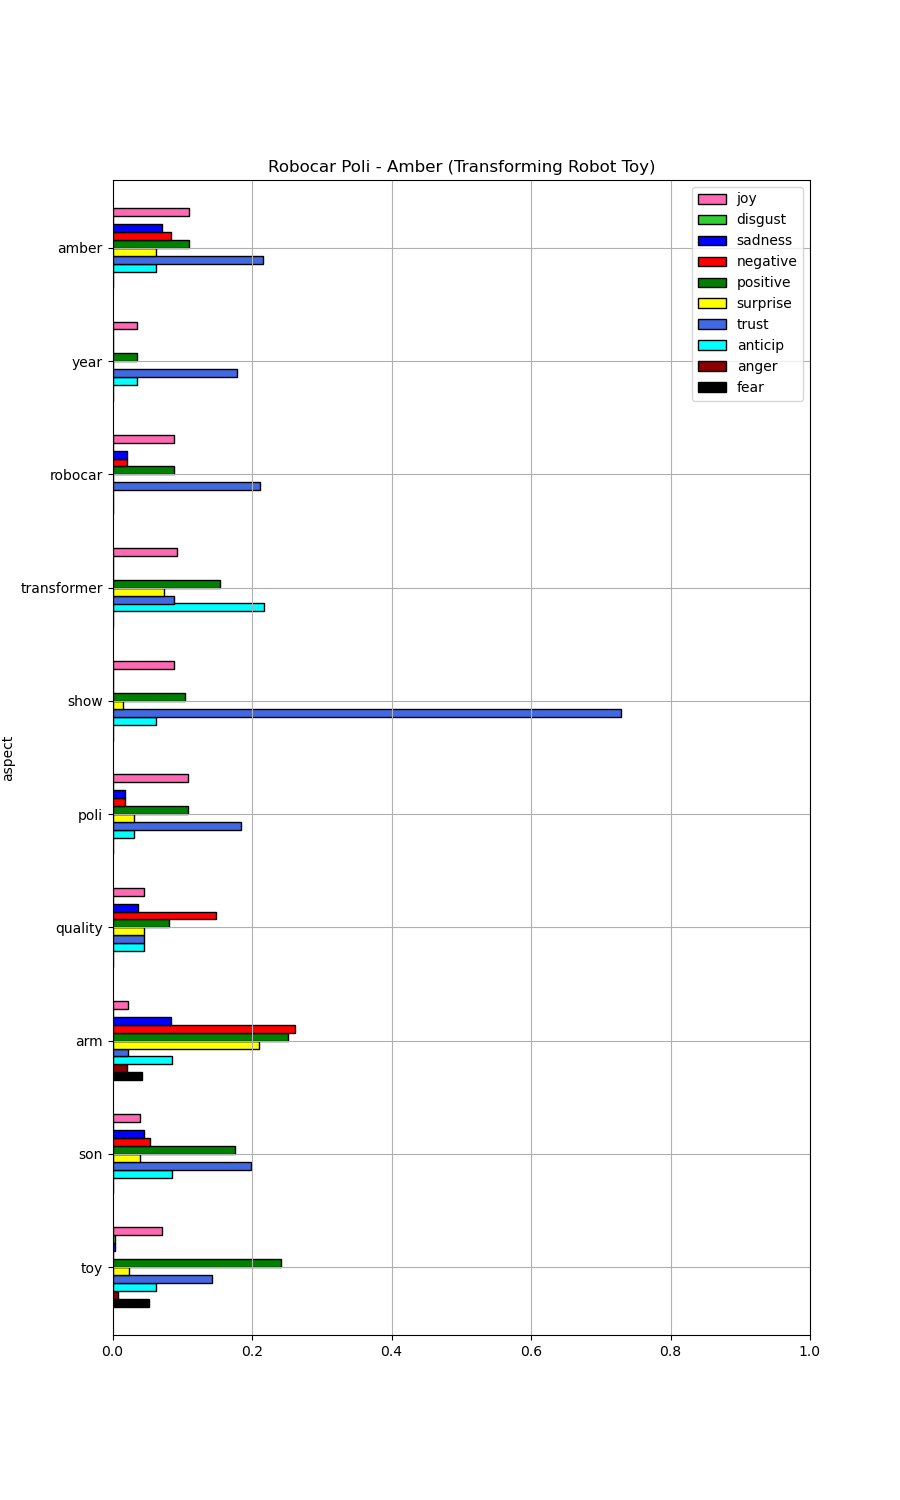 Robocar Poli - Amber (Transforming Robot Toy)
joy
disgust
sadness
negative
positive
surprise
trust
anticip
anger
fear
amber
year
robocar
transformer
show
poli
quality
arm
son
toy
aspect
0.0 0.2 0.4 0.6 0.8 1.0